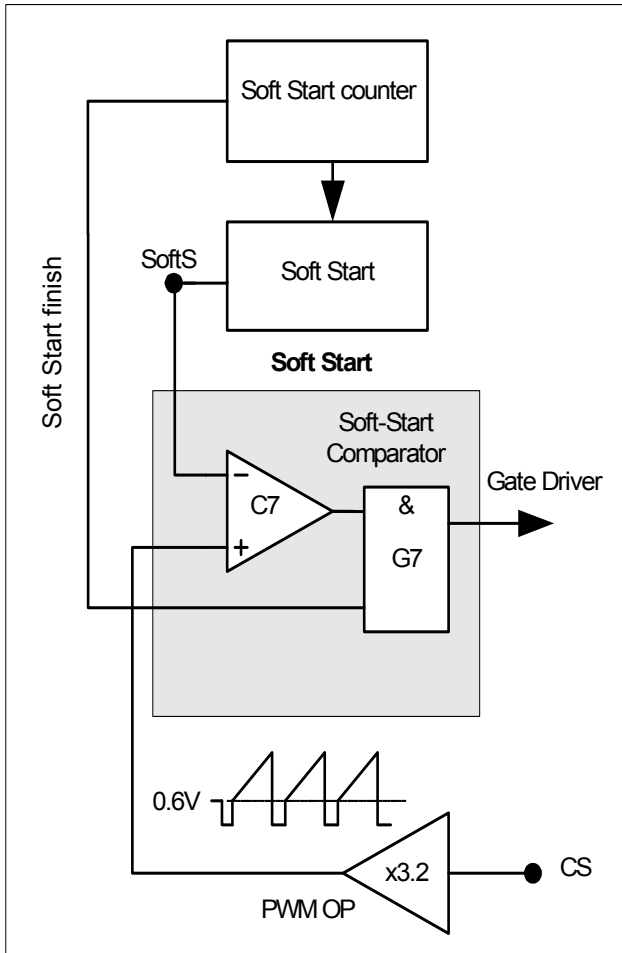 Soft Start counter
SoftS
Soft Start
Soft Start finish
Soft Start
Soft-Start
Comparator
Gate Driver
−
C7
+
&
G7
0.6V
x3.2
CS
PWM OP